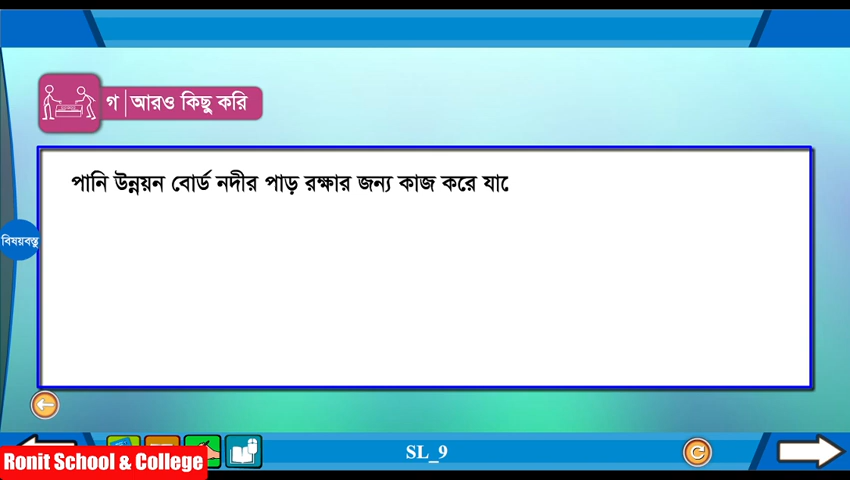 গ আরও কিছু করি
পানি উন্নয়ন বোর্ড নদীর পাড় রক্ষার জন্য কাজ করে
বিষয়বস্তু
SL_9
Ronit School & College